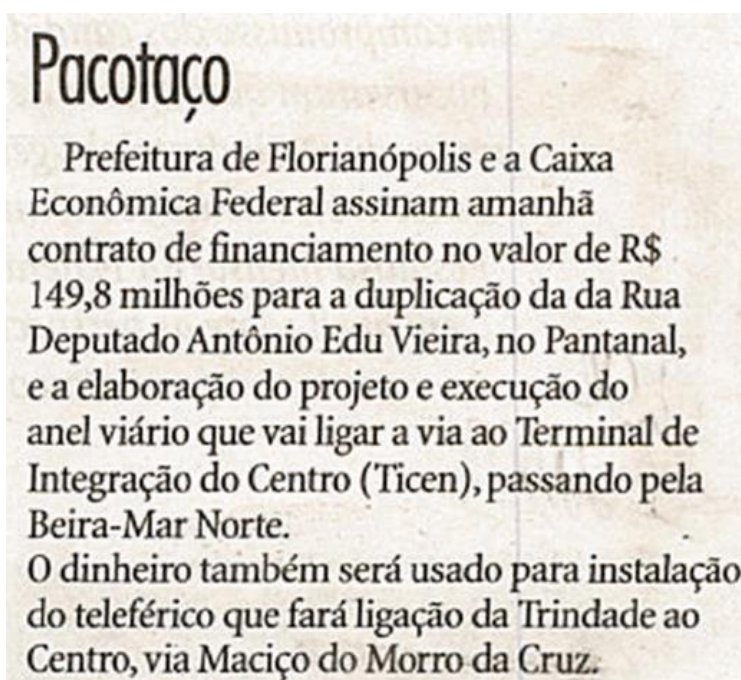 Pacotaço
Prefeitura de Florianópolis e a Caixa
Econômica Federal assinam amanhã
contrato de financiamento no valor de R$
149,8 milhões para a duplicação da da Rua
Deputado Antônio Edu Vieira, no Pantanal,
e a elaboração do projeto e execução do
anel viário que vai ligar a via ao Terminal de
Integração do Centro (Ticen), passando pela
Beira-Mar Norte.
O dinheiro também será usado para instalação
do teleférico que fará ligação da Trindade ao
Centro, via Maciço do Morro da Cruz.